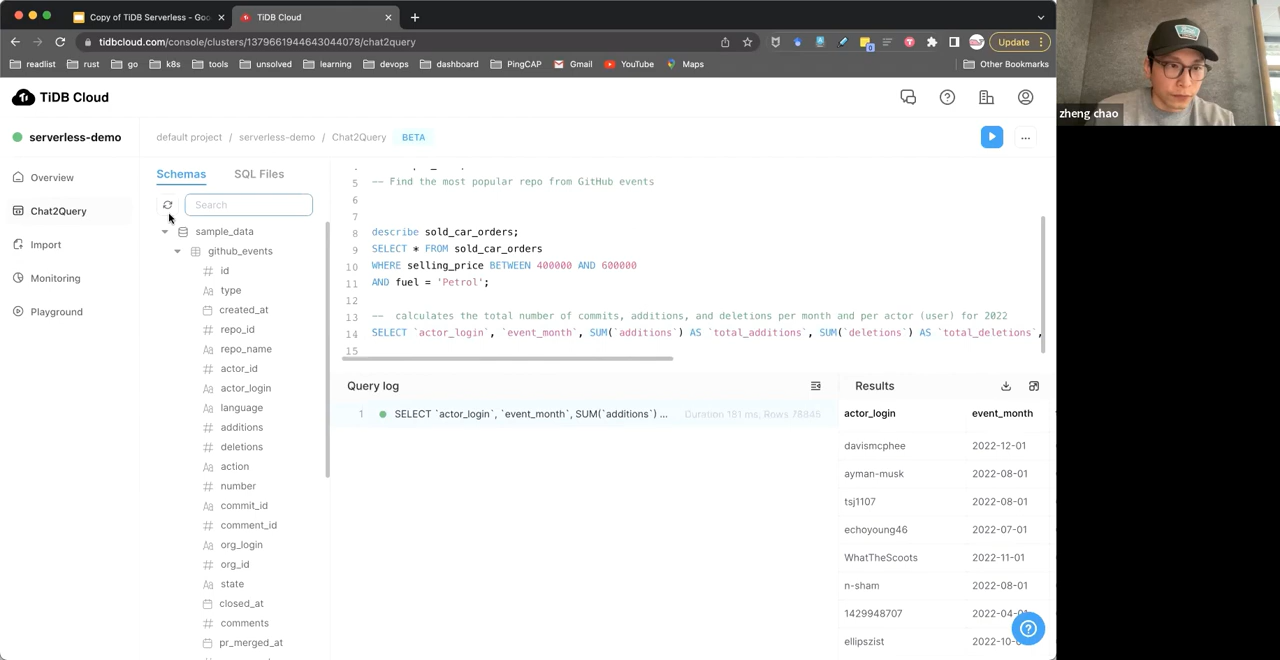 Copy of TiDB Serverless - Goo
TiDB Cloud
tidbcloud.com/console/clusters/1379661944643044078/chat2query
Update
readlist rust go k8s tools unsolved learning devops dashboard PingCAP Gmail YouTube Maps Other Bookmarks
zheng chao
TiDB Cloud
serverless-demo
default project / serverless-demo / Chat2Query BETA
Overview
Chat2Query
Import
Monitoring
Playground
Schemas SQL Files
Search
sample_data
github_events
id
type
created_at
repo_id
repo_name
actor_id
actor_login
language
additions
deletions
action
number
commit_id
comment_id
org_login
org_id
state
closed_at
comments
pr_merged_at
5 -- Find the most popular repo from GitHub events
6
7
8 describe sold_car_orders;
9 SELECT * FROM sold_car_orders
10 WHERE selling_price BETWEEN 400000 AND 600000
11 AND fuel = 'Petrol';
12
13 -- calculates the total number of commits, additions, and deletions per month and per actor (user) for 2022
14 SELECT `actor_login`, `event_month`, SUM(`additions`) AS `total_additions`, SUM(`deletions`) AS `total_deletions`,
15
Query log
1 SELECT `actor_login`, `event_month`, SUM(`additions`) ... Duration 181 ms, Rows 78845
Results
actor_login event_month
davismcphee 2022-12-01
ayman-musk 2022-08-01
tsj1107 2022-08-01
echoyoung46 2022-07-01
WhatTheScoots 2022-11-01
n-sham 2022-08-01
1429948707 2022-04-01
ellipszist 2022-10-